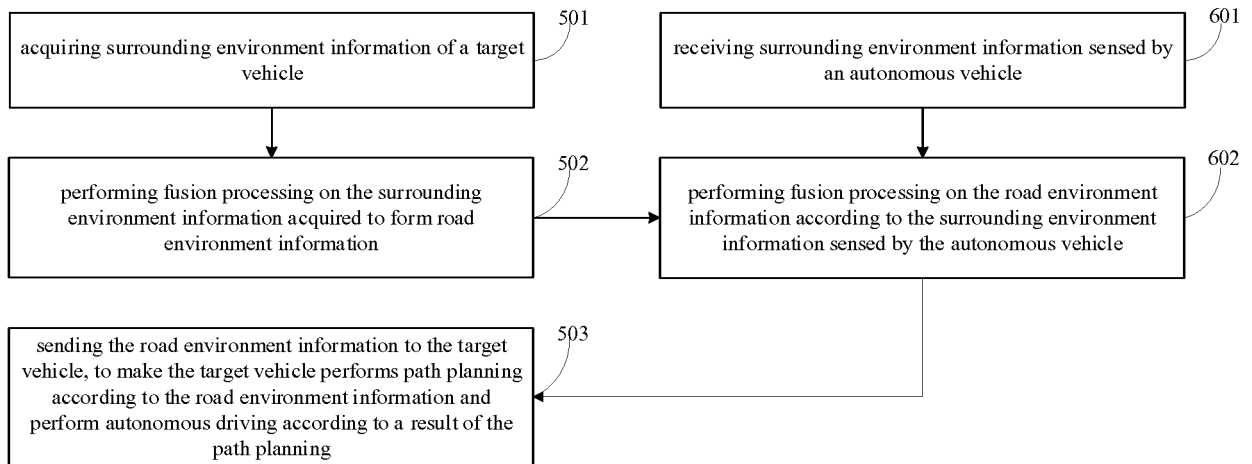 501
acquiring surrounding environment information of a target
vehicle
601
receiving surrounding environment information sensed by
an autonomous vehicle
502
performing fusion processing on the surrounding
environment information acquired to form road
environment information
602
performing fusion processing on the road environment
information according to the surrounding environment
information sensed by the autonomous vehicle
503
sending the road environment information to the target
vehicle, to make the target vehicle performs path planning
according to the road environment information and
perform autonomous driving according to a result of the
path planning